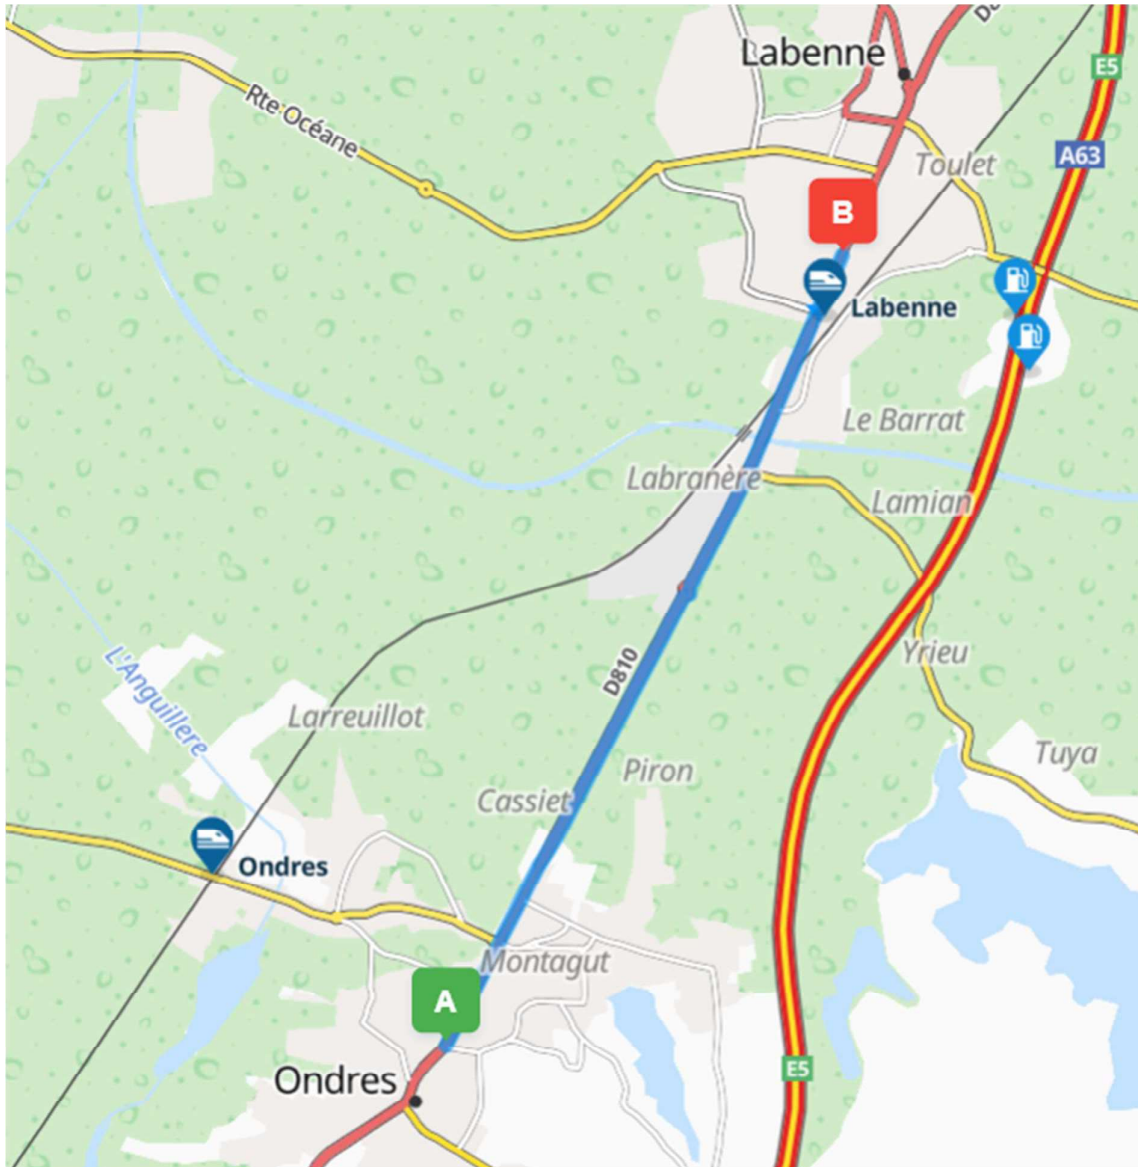 Labenne
E5
Rte Océane
A63
Toulet
B
Labenne
Le Barrat
Labranère
Lamian
Yrieu
D810
L'Anguillère
Larreuillot
Tuya
Piron
Cassiet
Ondres
Montagut
A
Ondres
E5